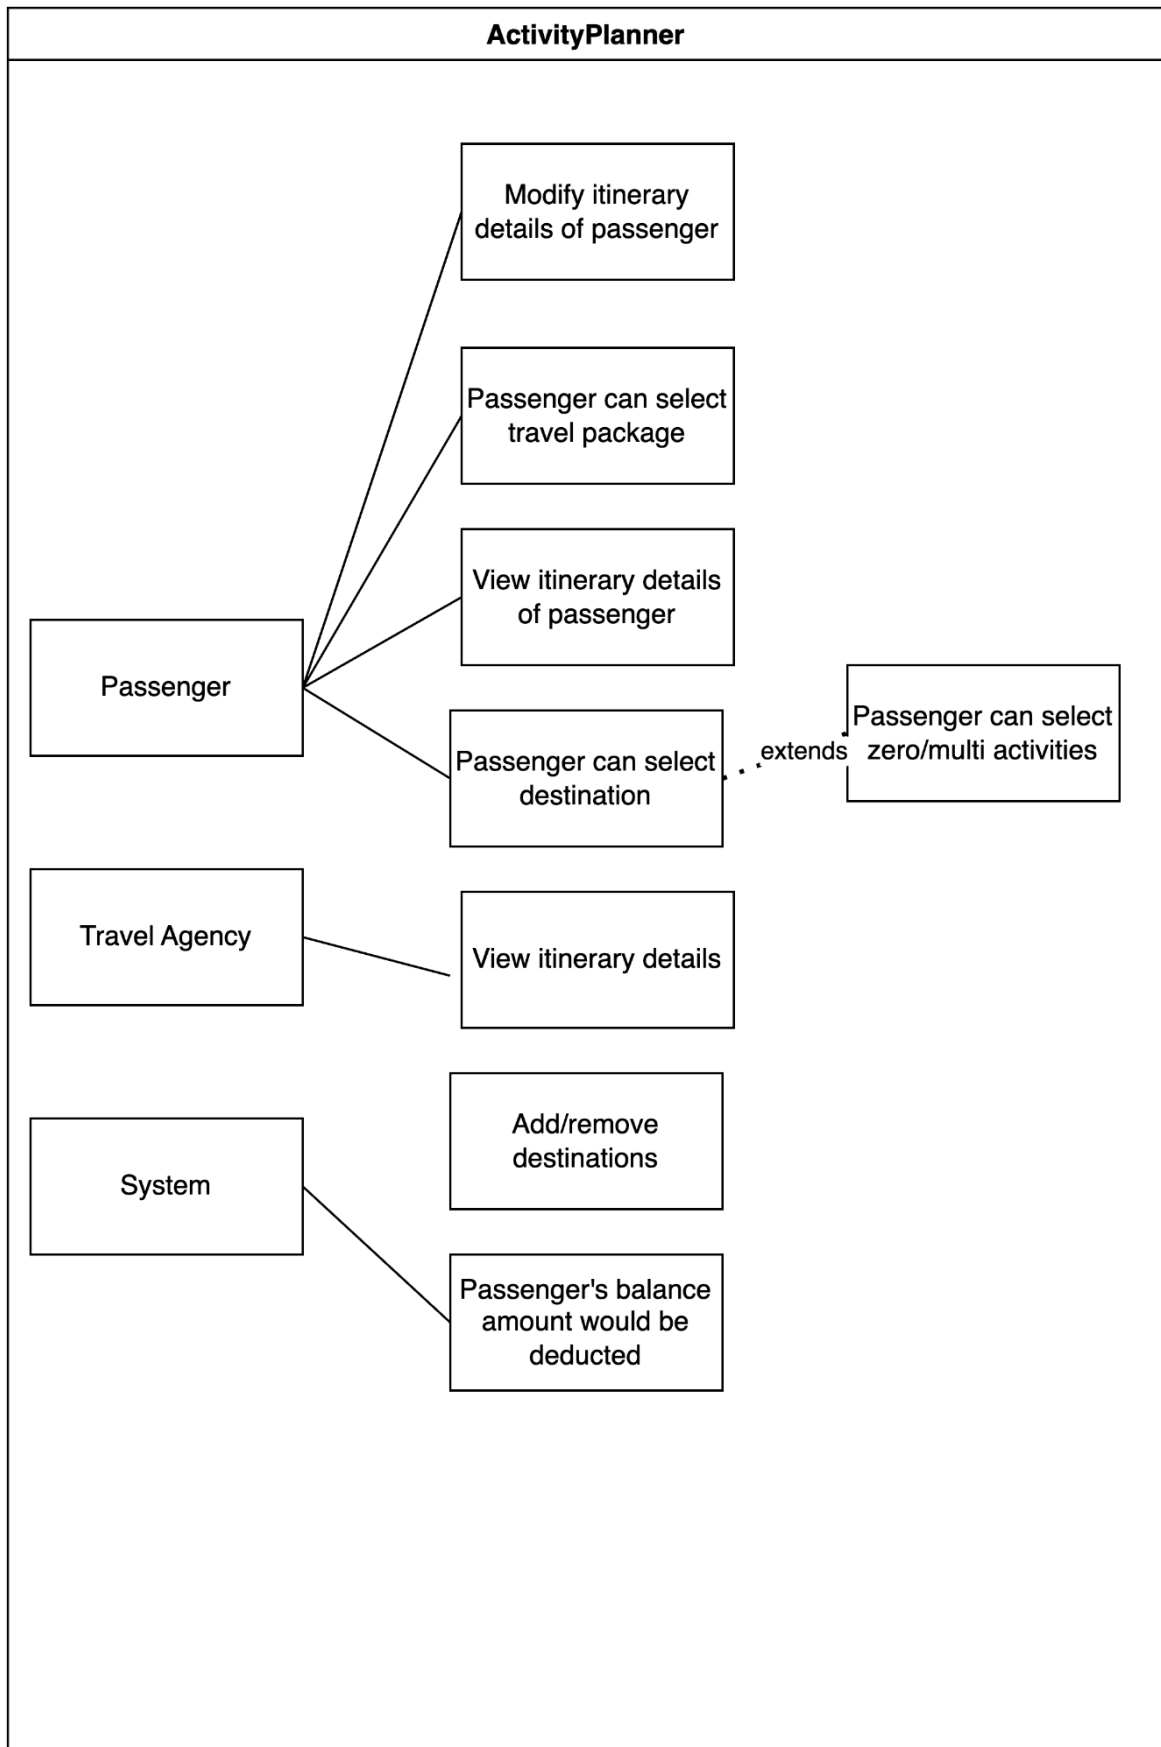 ActivityPlanner
Modify itinerary
details of passenger
Passenger can select
travel package
View itinerary details
of passenger
Passenger
Passenger can select
destination
extends
Passenger can select
zero/multi activities
Travel Agency
View itinerary details
Add/remove
destinations
System
Passenger's balance
amount would be
deducted